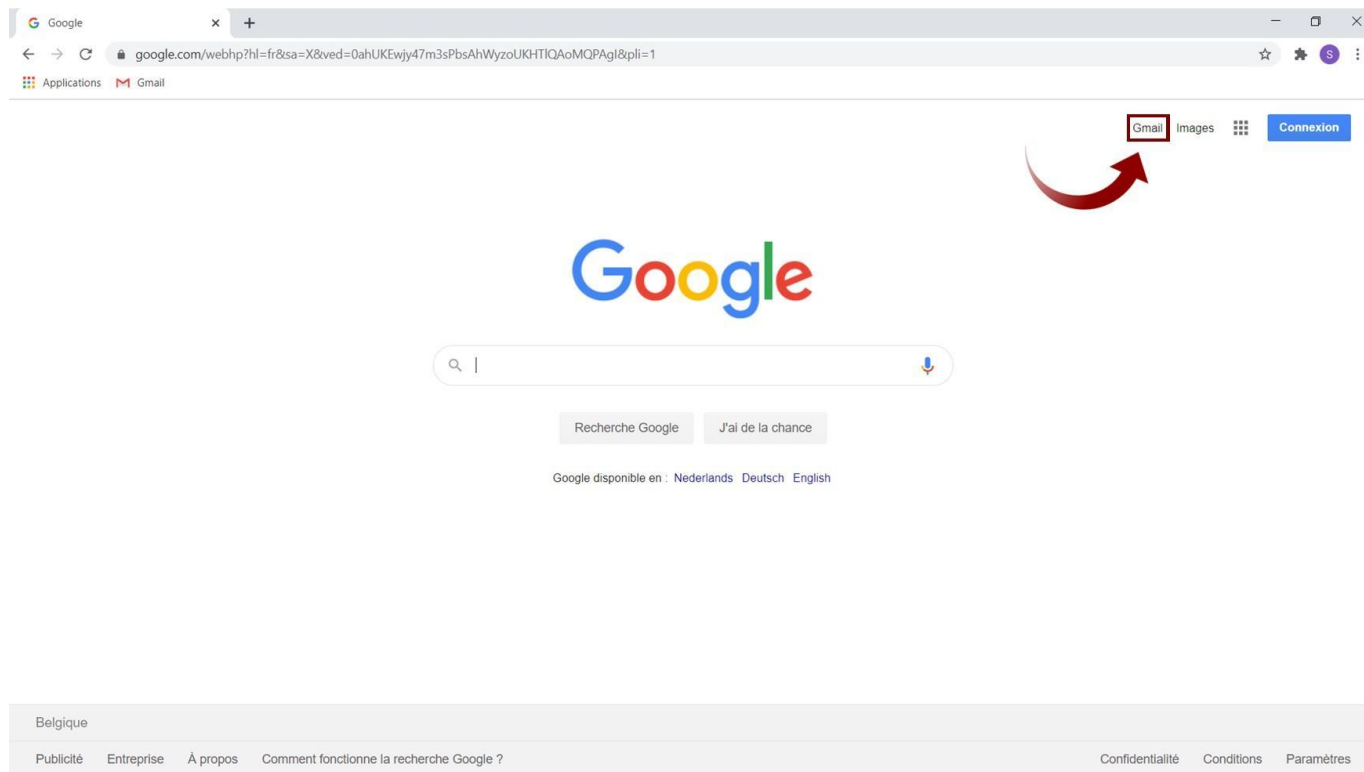 Google
google.com/webhp?hl=fr&sa=X&ved=0ahUKEwjy47m3sPbsAhWyzoUKHTlQAoMQPAgI&pli=1
S
Applications Gmail
Gmail Images Connexion
Google
Recherche Google J'ai de la chance
Google disponible en : Nederlands Deutsch English
Belgique
Publicité Entreprise À propos Comment fonctionne la recherche Google ? Confidentialité Conditions Paramètres